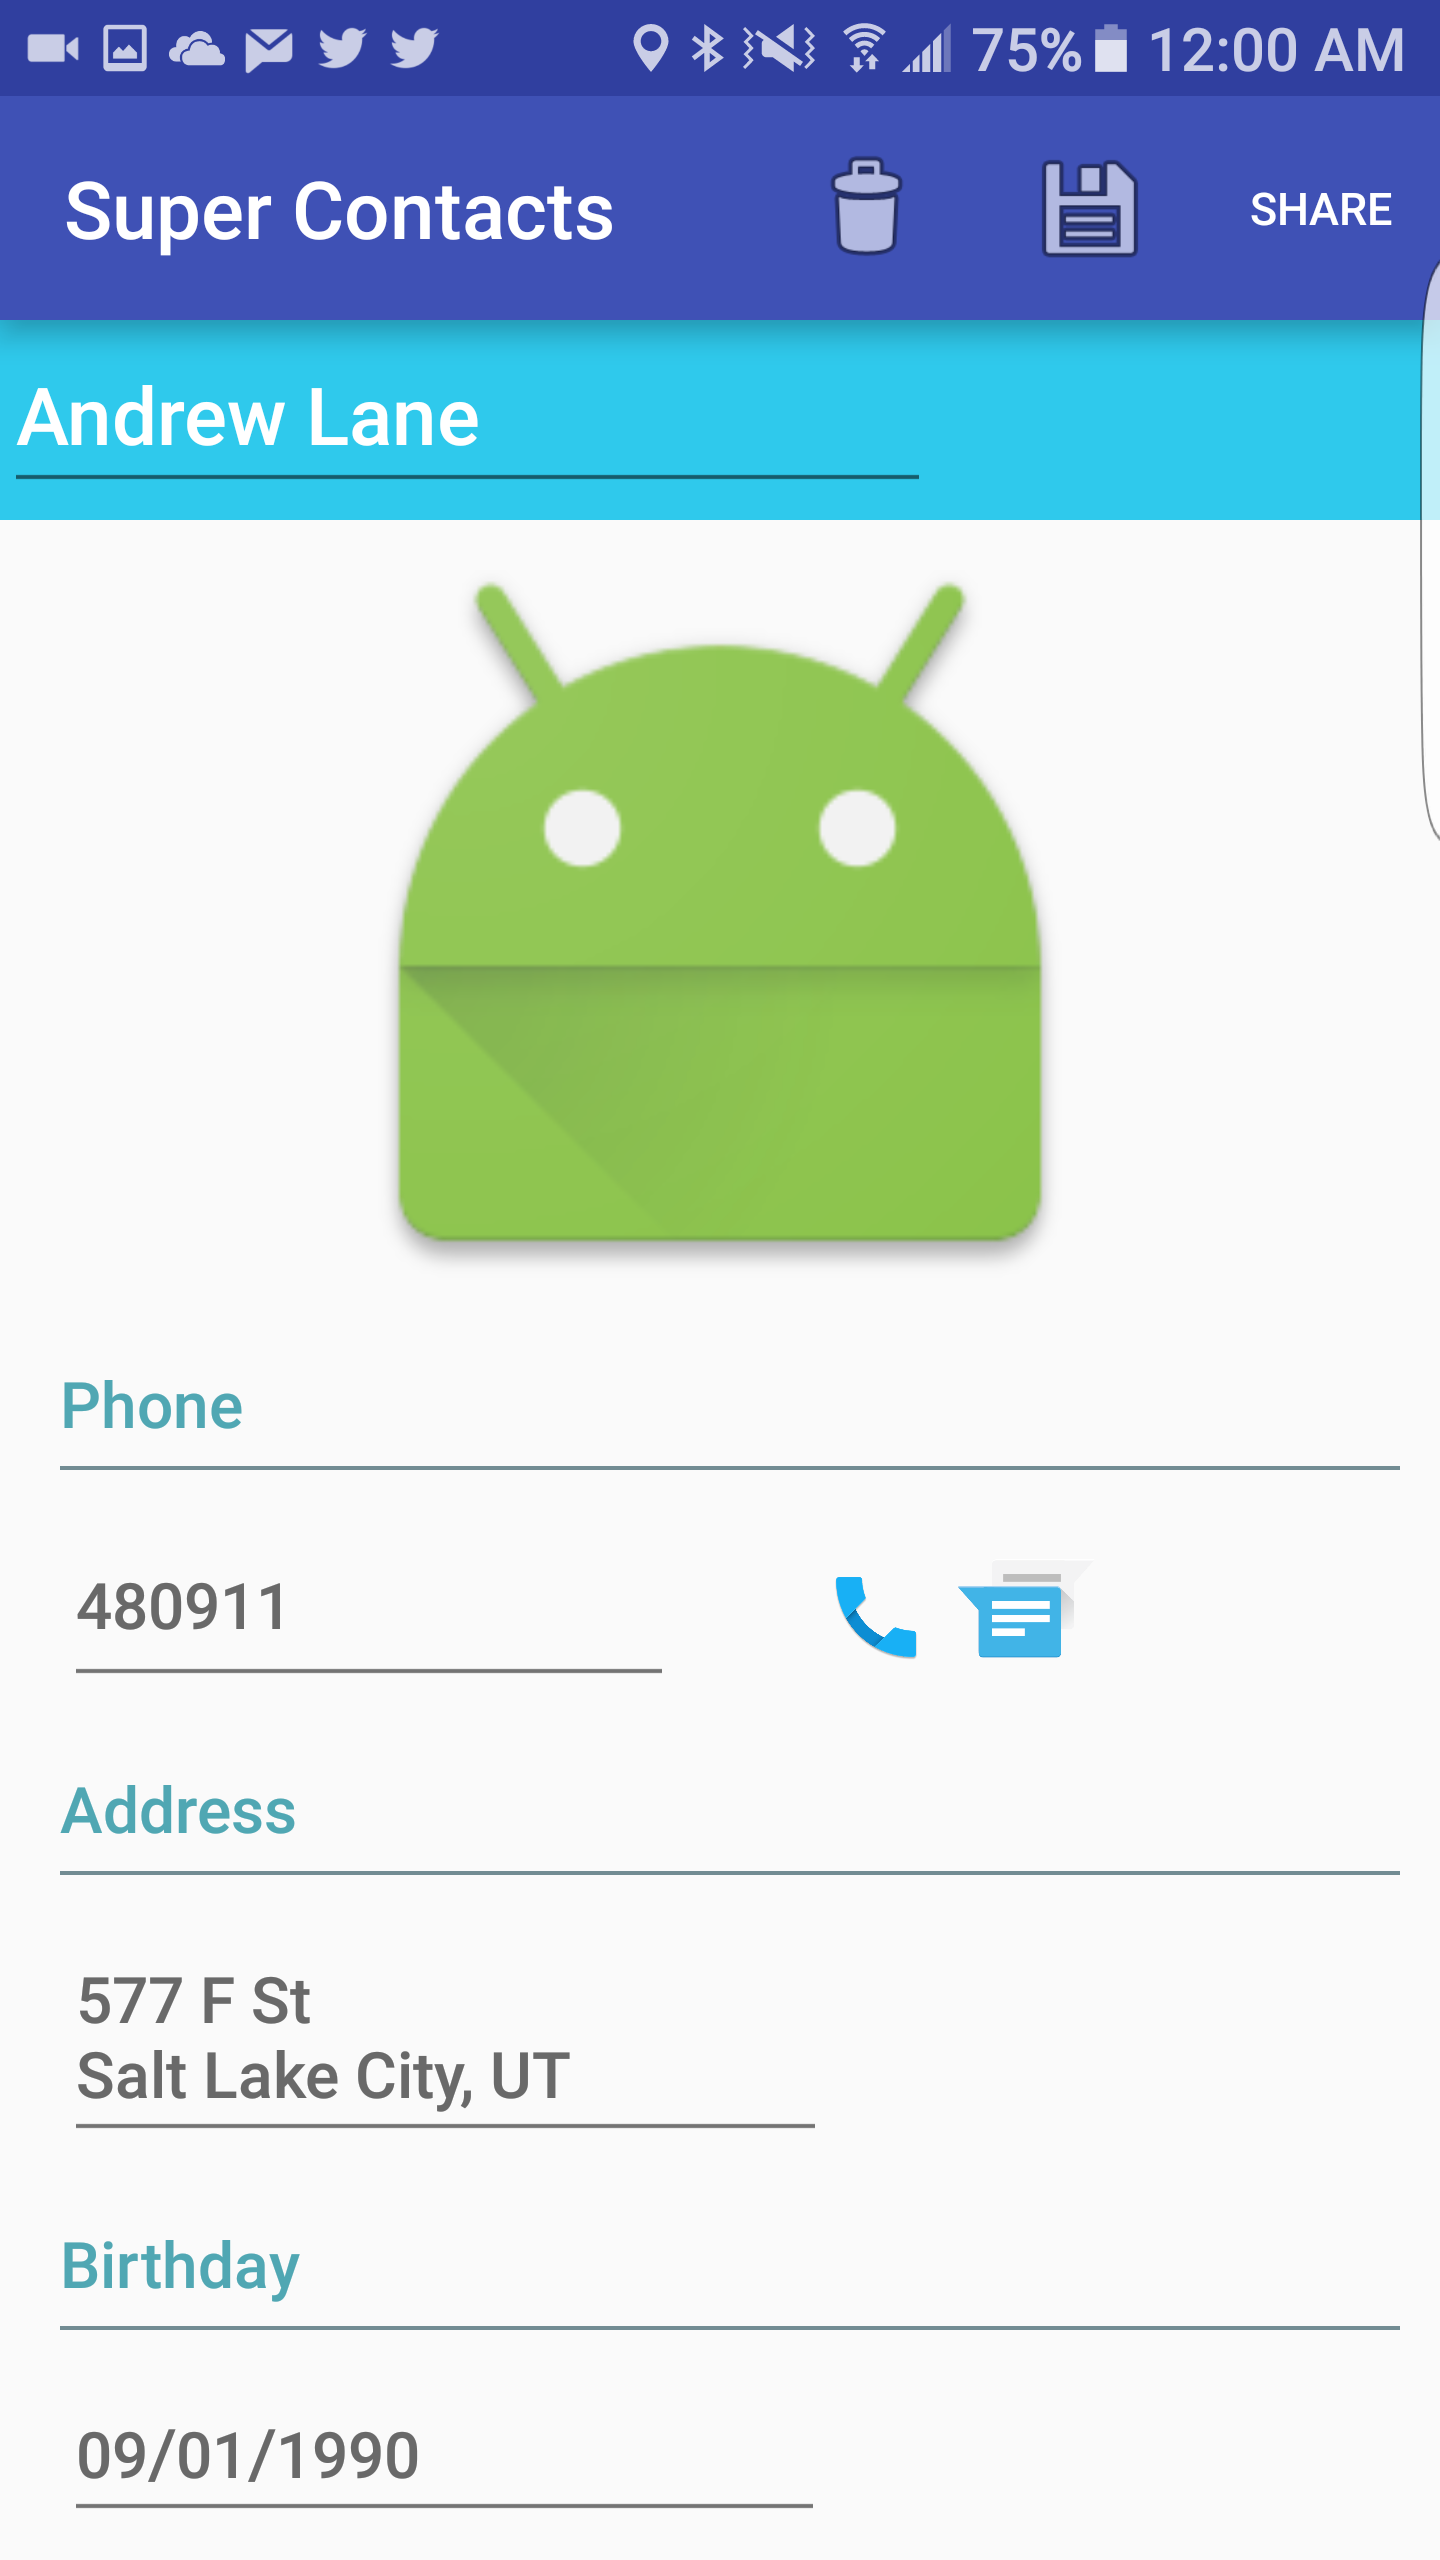 75% 12:00 AM
Super Contacts SHARE
Andrew Lane
Phone
480911
Address
577 F St
Salt Lake City, UT
Birthday
09/01/1990